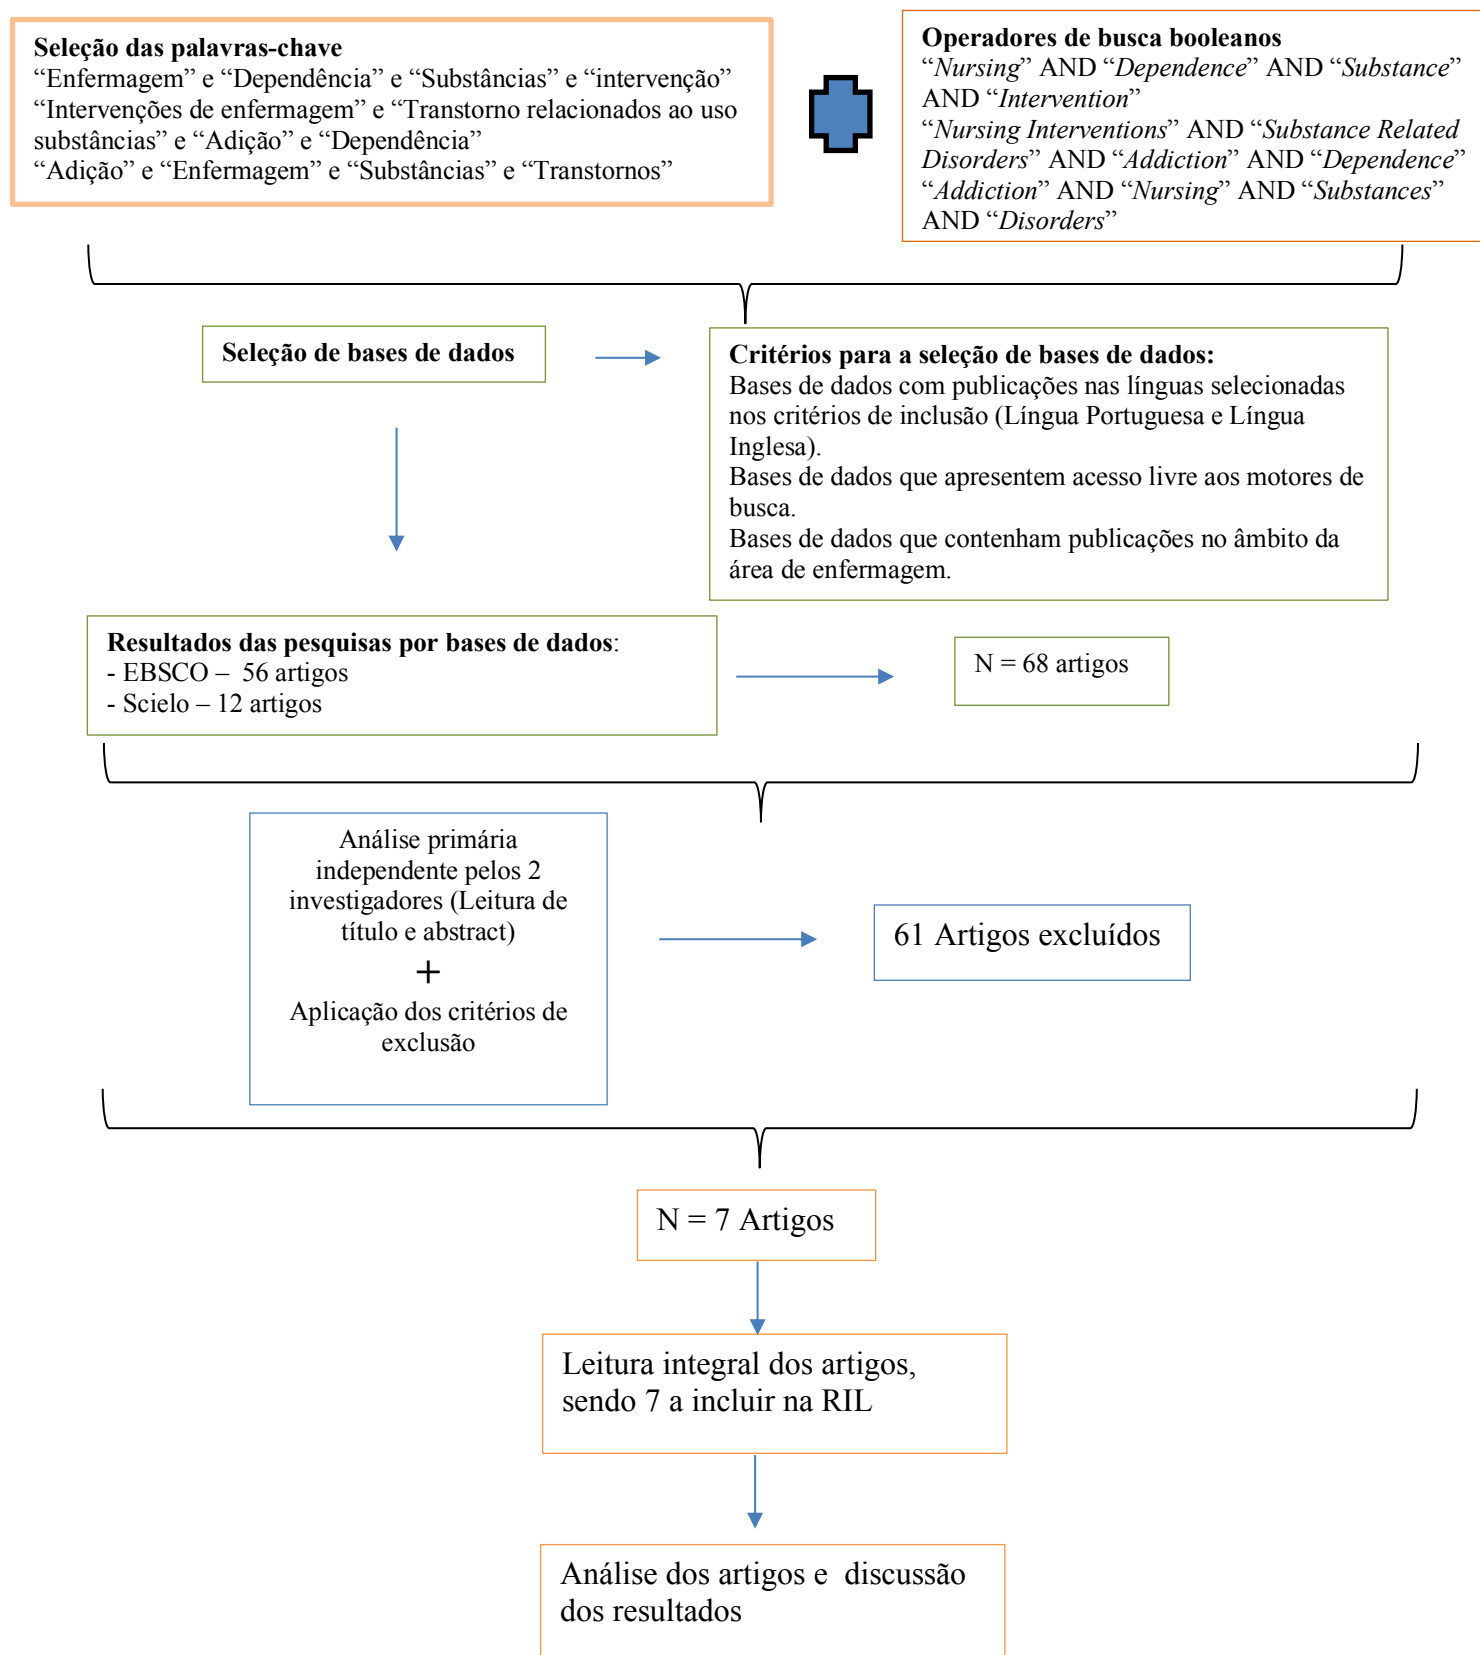 Seleção das palavras-chave
“Enfermagem” e “Dependência” e “Substâncias” e “intervenção”
“Intervenções de enfermagem” e “Transtorno relacionados ao uso
substâncias” e “Adição” e “Dependência”
“Adição” e “Enfermagem” e “Substâncias” e “Transtornos”
Operadores de busca booleanos
“Nursing” AND “Dependence” AND “Substance”
AND “Intervention”
“Nursing Interventions” AND “Substance Related
Disorders” AND “Addiction” AND “Dependence”
“Addiction” AND “Nursing” AND “Substances”
AND “Disorders”
Seleção de bases de dados
Critérios para a seleção de bases de dados:
Bases de dados com publicações nas línguas selecionadas
nos critérios de inclusão (Língua Portuguesa e Língua
Inglesa).
Bases de dados que apresentem acesso livre aos motores de
busca.
Bases de dados que contenham publicações no âmbito da
área de enfermagem.
Resultados das pesquisas por bases de dados:
- EBSCO – 56 artigos
- Scielo – 12 artigos
N = 68 artigos
Análise primária
independente pelos 2
investigadores (Leitura de
título e abstract)
+
Aplicação dos critérios de
exclusão
61 Artigos excluídos
N = 7 Artigos
Leitura integral dos artigos,
sendo 7 a incluir na RIL
Análise dos artigos e discussão
dos resultados